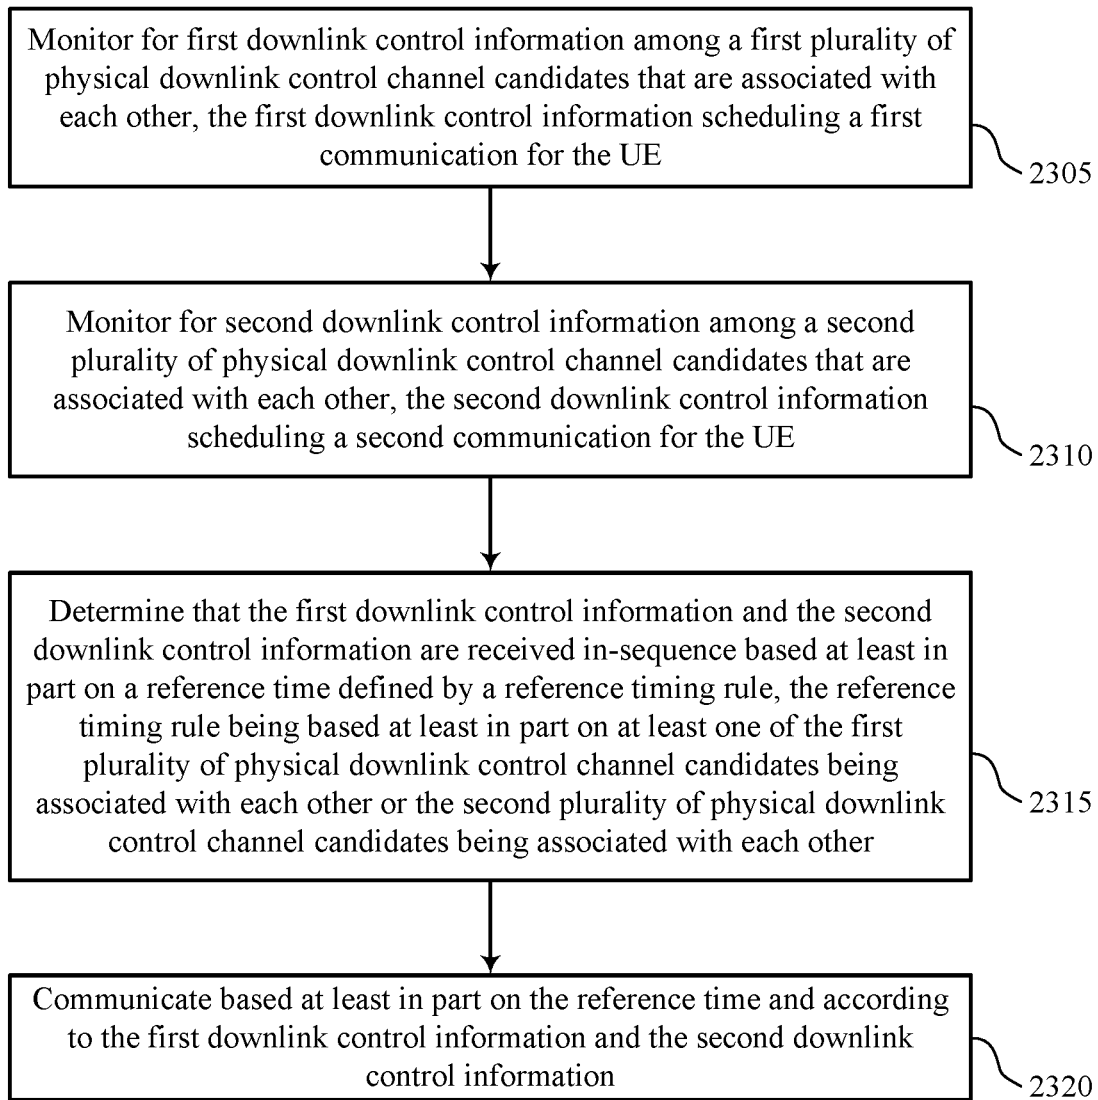 Monitor for first downlink control information among a first plurality of
physical downlink control channel candidates that are associated with
each other, the first downlink control information scheduling a first
communication for the UE
2305
Monitor for second downlink control information among a second
plurality of physical downlink control channel candidates that are
associated with each other, the second downlink control information
scheduling a second communication for the UE
2310
Determine that the first downlink control information and the second
downlink control information are received in-sequence based at least in
part on a reference time defined by a reference timing rule, the reference
timing rule being based at least in part on at least one of the first
plurality of physical downlink control channel candidates being
associated with each other or the second plurality of physical downlink
control channel candidates being associated with each other
2315
Communicate based at least in part on the reference time and according
to the first downlink control information and the second downlink
control information
2320